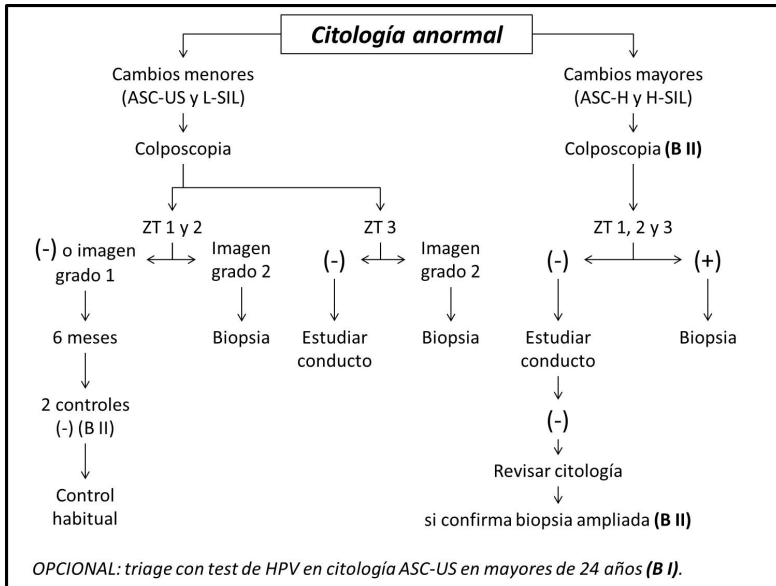 Citología anormal
Cambios menores
(ASC-US y L-SIL)
Colposcopia
ZT 1 y 2
(-) o imagen
grado 1
Imagen
grado 2
6 meses
Biopsia
2 controles
(-) (B II)
Control
habitual
ZT 3
(-)
Imagen
grado 2
Estudiar
conducto
Biopsia
Cambios mayores
(ASC-H y H-SIL)
Colposcopia (B II)
ZT 1, 2 y 3
(-)
(+)
Estudiar
conducto
Biopsia
(-)
Revisar citología
si confirma biopsia ampliada (B II)
OPCIONAL: triage con test de HPV en citología ASC-US en mayores de 24 años (B I).